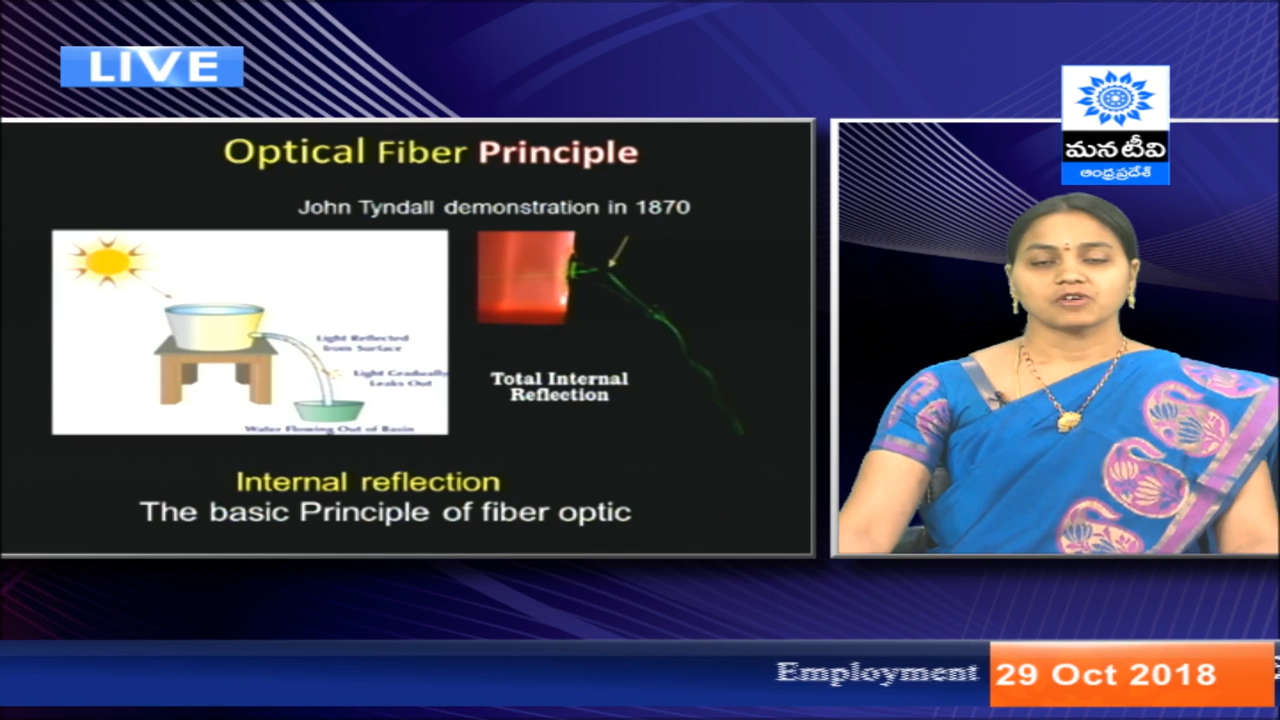 LIVE
మన టీవి
ఆంధ్రప్రదేశ్
Optical Fiber Principle
John Tyndall demonstration in 1870
Light Reflected
from Surface
Light Gradually
Leaks Out
Water Flowing Out of Basin
Total Internal
Reflection
Internal reflection
The basic Principle of fiber optic
Employment
29 Oct 2018